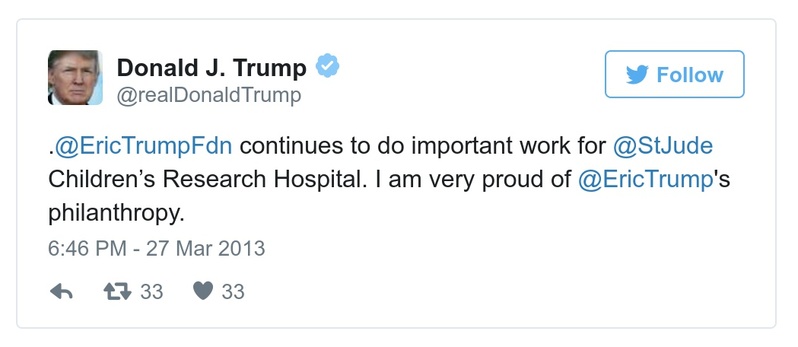 Donald J. Trump
@realDonaldTrump
Follow
.@EricTrumpFdn continues to do important work for @StJude
Children’s Research Hospital. I am very proud of @EricTrump's
philanthropy.
6:46 PM - 27 Mar 2013
33 33